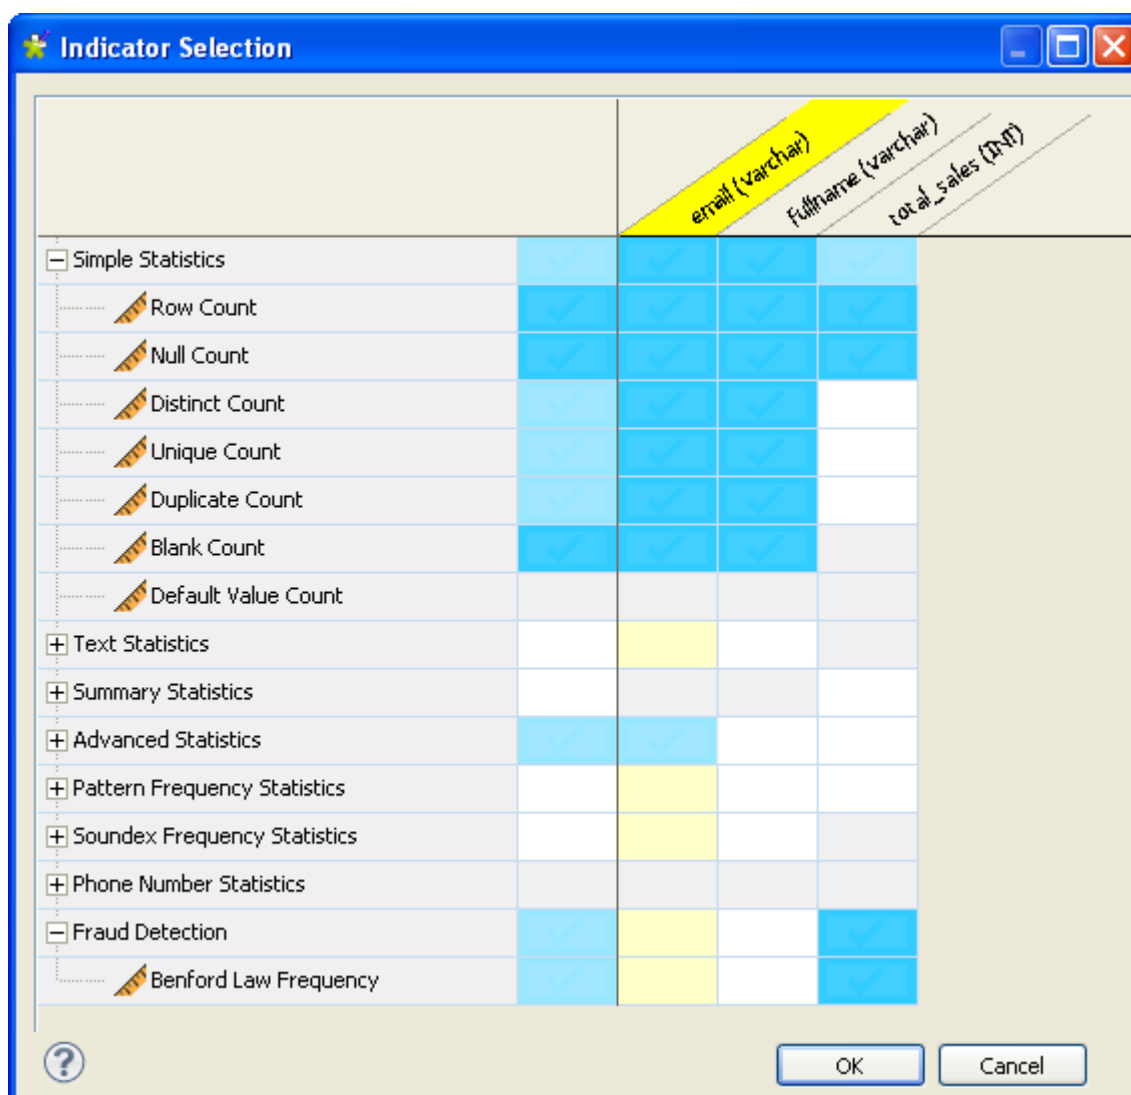 Indicator Selection
email (varchar)
Fullname (varchar)
total_sales (INT)
Simple Statistics
Row Count
Null Count
Distinct Count
Unique Count
Duplicate Count
Blank Count
Default Value Count
Text Statistics
Summary Statistics
Advanced Statistics
Pattern Frequency Statistics
Soundex Frequency Statistics
Phone Number Statistics
Fraud Detection
Benford Law Frequency
?
OK
Cancel